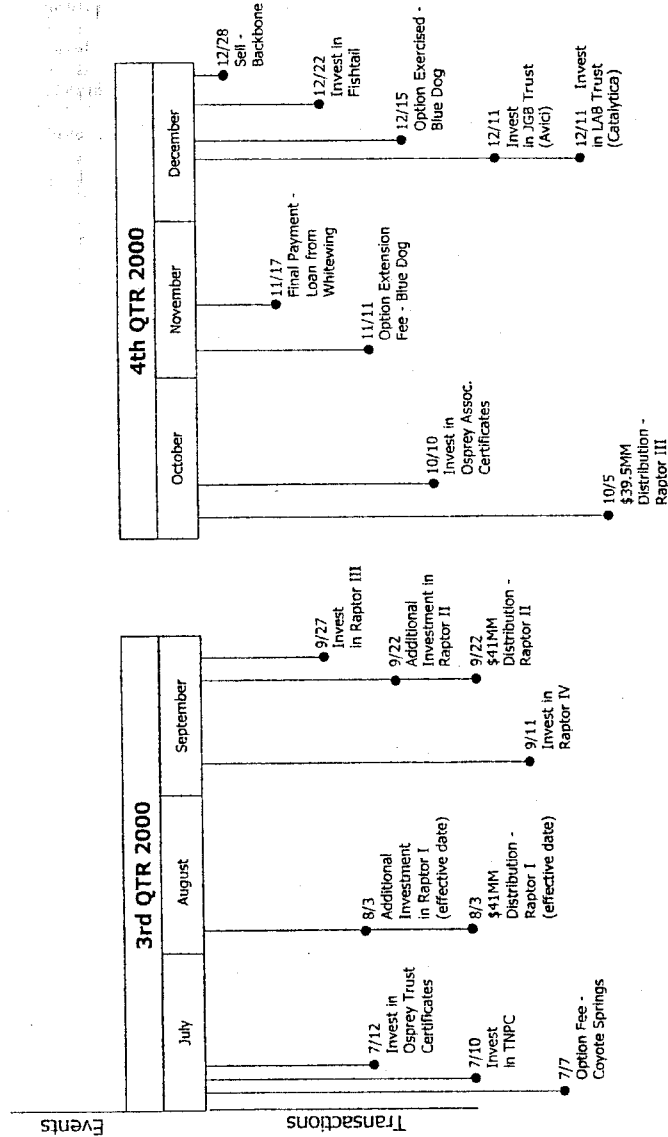 Events
Transactions
3rd QTR 2000
July
August
September
7/7
Option Fee -
Coyote Springs
7/10
Invest
in TNPC
7/12
Invest in
Osprey Trust
Certificates
8/3
Additional
Investment
in Raptor I
(effective date)
8/3
$41MM
Distribution -
Raptor I
(effective date)
9/11
Invest in
Raptor IV
9/22
Additional
Investment in
Raptor II
9/22
$41MM
Distribution -
Raptor II
9/27
Invest
in Raptor III
4th QTR 2000
October
November
December
10/5
$39.5MM
Distribution -
Raptor III
10/10
Invest in
Osprey Assoc.
Certificates
11/11
Option Extension
Fee - Blue Dog
11/17
Final Payment -
Loan from
Whitewing
12/11
Invest
in JGB Trust
(Avici)
12/11 Invest
in LAB Trust
(Catalytica)
12/15
Option Exercised -
Blue Dog
12/22
Invest in
Fishtail
12/28
Sell -
Backbone